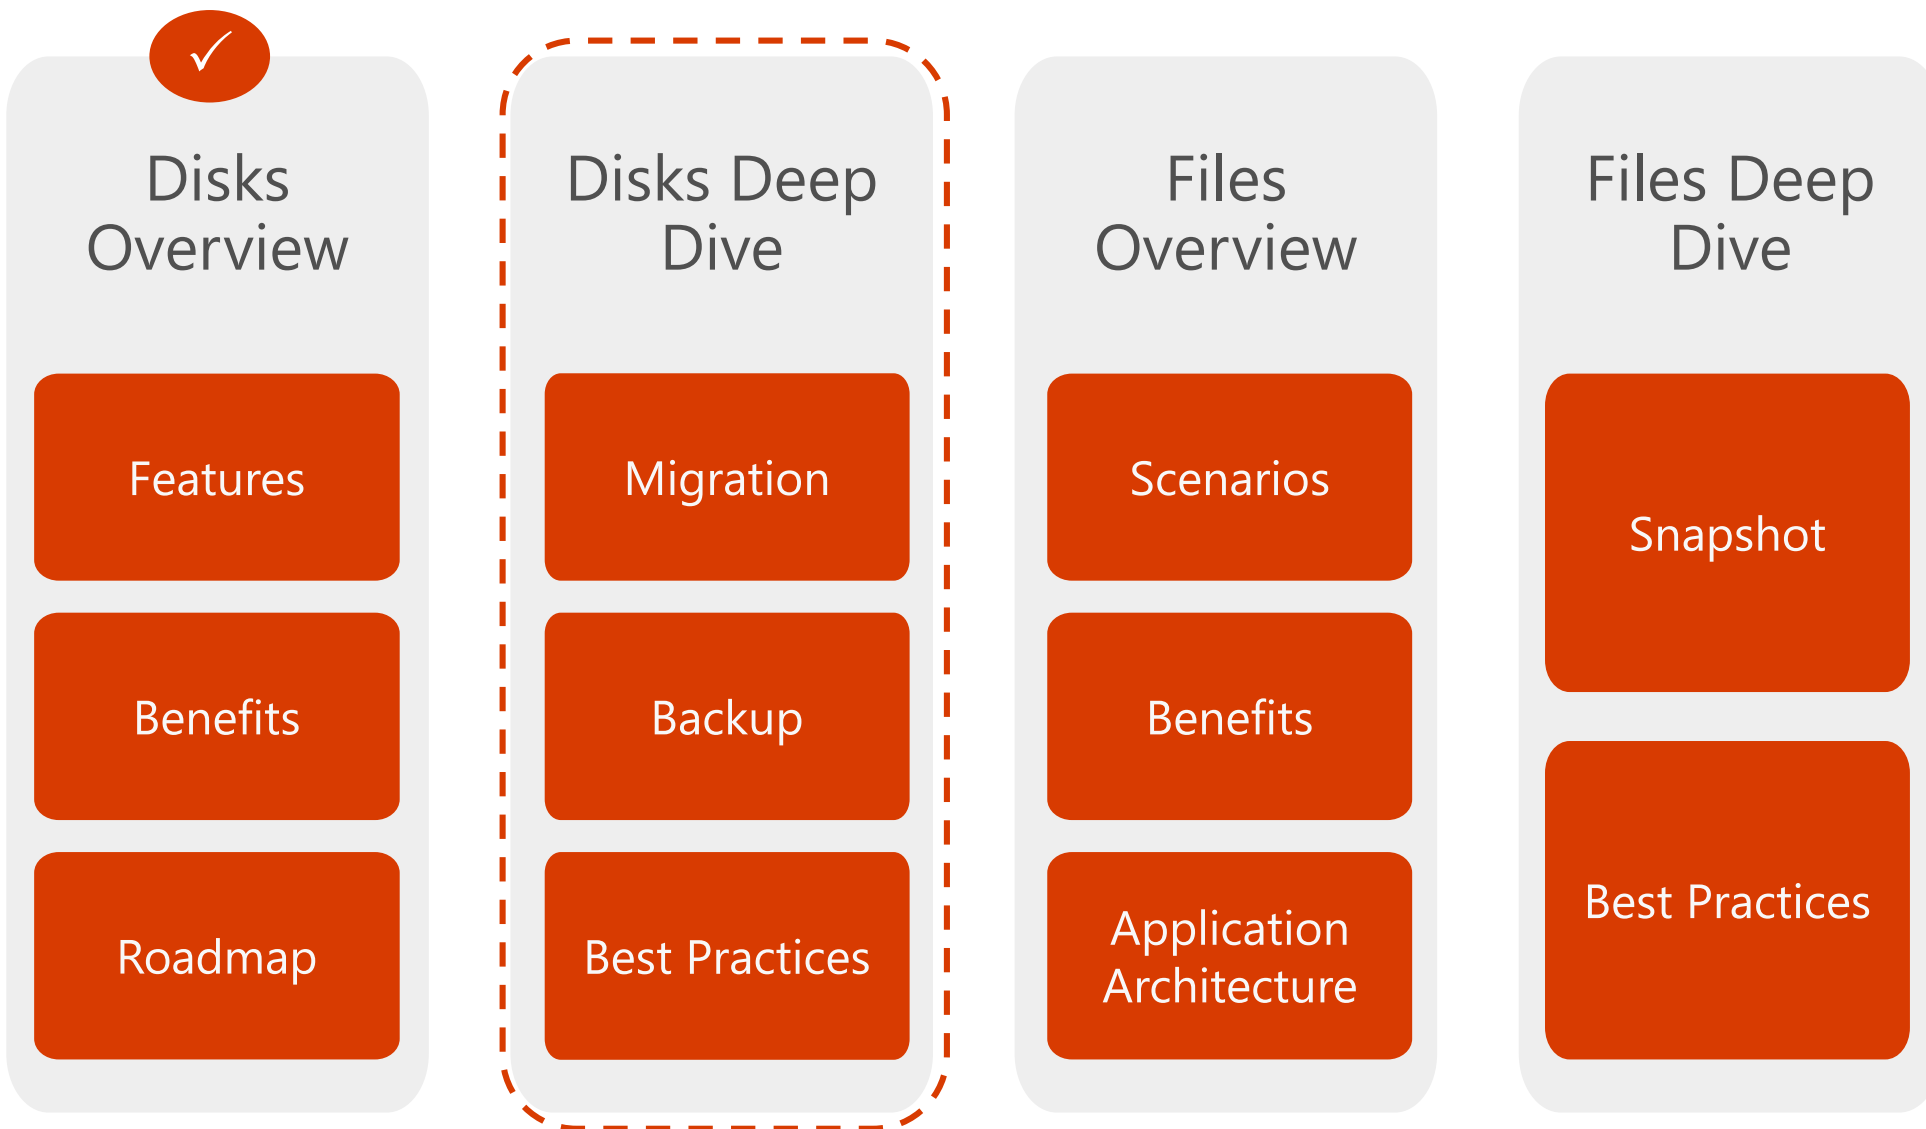 Disks
Overview
Features
Benefits
Roadmap
Disks Deep
Dive
Migration
Backup
Best Practices
Files
Overview
Scenarios
Benefits
Application
Architecture
Files Deep
Dive
Snapshot
Best Practices